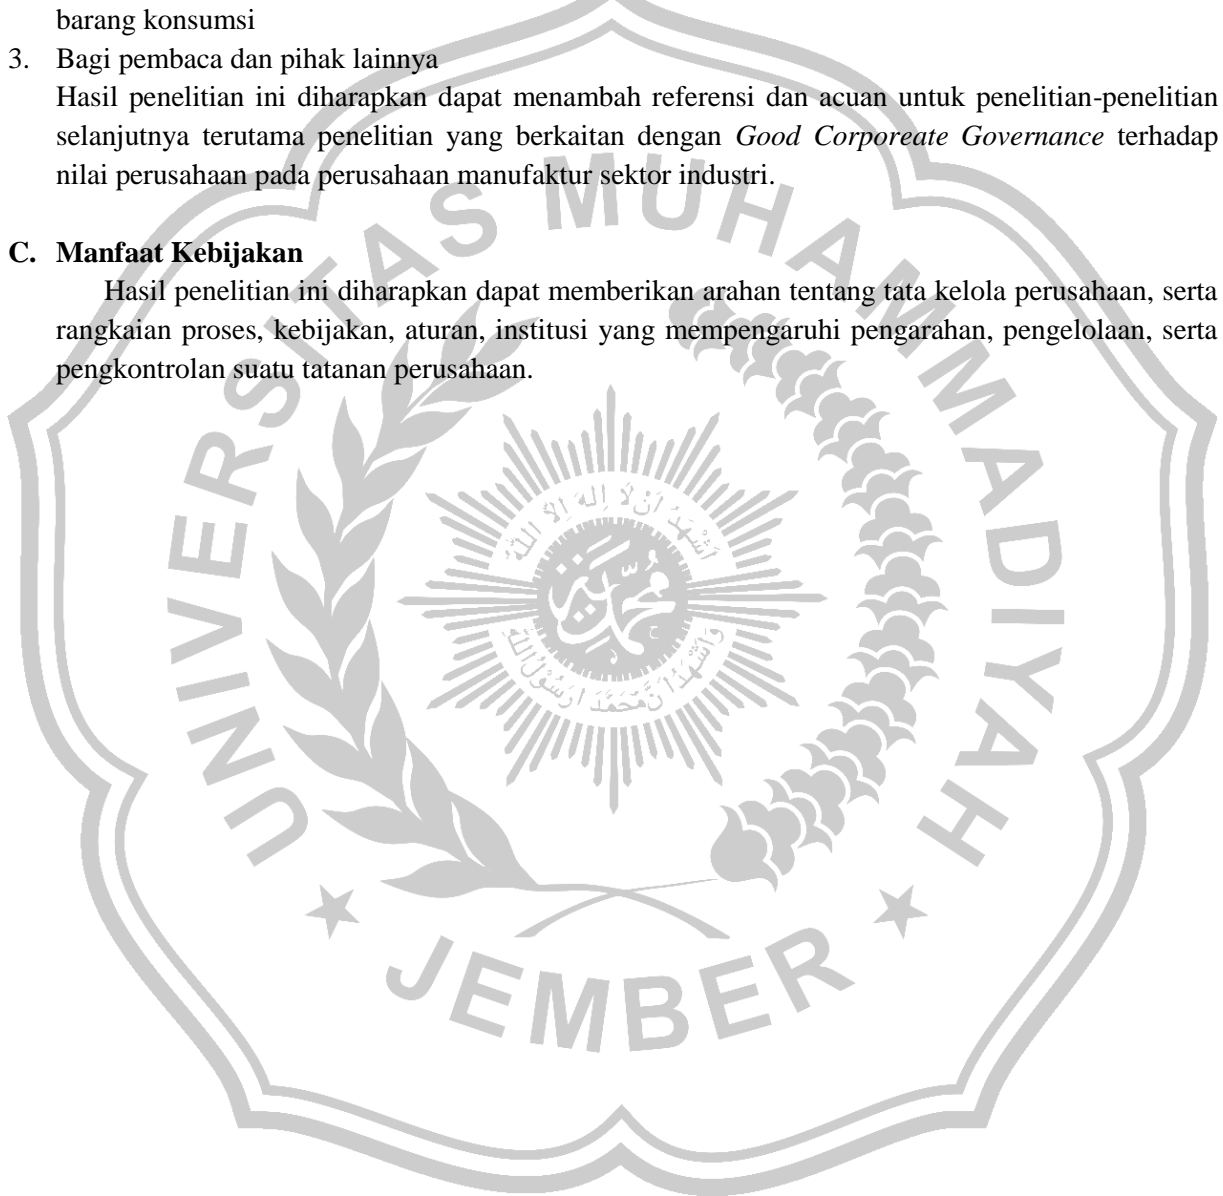 barang konsumsi
3. Bagi pembaca dan pihak lainnya
Hasil penelitian ini diharapkan dapat menambah referensi dan acuan untuk penelitian-penelitian
selanjutnya terutama penelitian yang berkaitan dengan Good Corporeate Governance terhadap
nilai perusahaan pada perusahaan manufaktur sektor industri.
C. Manfaat Kebijakan
Hasil penelitian ini diharapkan dapat memberikan arahan tentang tata kelola perusahaan, serta
rangkaian proses, kebijakan, aturan, institusi yang mempengaruhi pengarahan, pengelolaan, serta
pengkontrolan suatu tatanan perusahaan.
UNIVERSITAS MUHAMMADIYAH
JEMBER